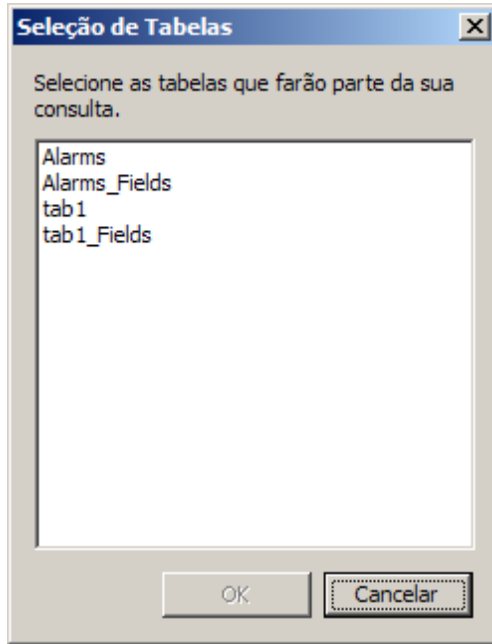 Seleção de Tabelas
Selecione as tabelas que farão parte da sua
consulta.
Alarms
Alarms_Fields
tab1
tab1_Fields
OK
Cancelar